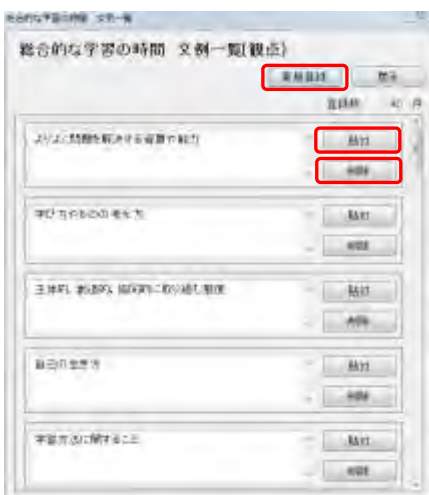 総合的な学習の時間 文例一覧
総合的な学習の時間 文例一覧(観点)
新規登録 表示
登録数 40 件
よりよく問題を解決する資質や能力
貼付
削除
学び方やものの考え方
貼付
削除
主体的、創造的、協同的に取り組む態度
貼付
削除
自己の生き方
貼付
削除
学習方法に関すること
貼付
削除